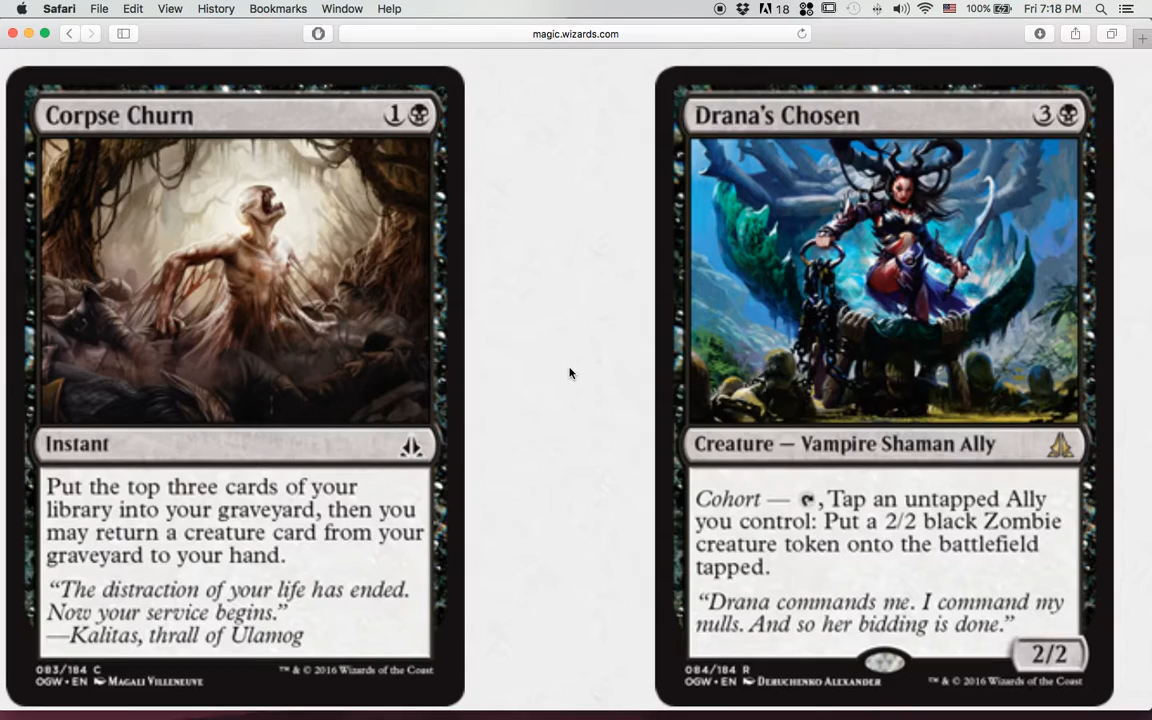 Safari File Edit View History Bookmarks Window Help 18 100% Fri 7:18 PM
magic.wizards.com
Corpse Churn 1
Instant
Put the top three cards of your
library into your graveyard, then you
may return a creature card from your
graveyard to your hand.
“The distraction of your life has ended.
Now your service begins.”
—Kalitas, thrall of Ulamog
083/184 C
OGW • EN MAGALI VILLENEUVE
™ & © 2016 Wizards of the Coast
Drana's Chosen 3
Creature — Vampire Shaman Ally
Cohort — , Tap an untapped Ally
you control: Put a 2/2 black Zombie
creature token onto the battlefield
tapped.
“Drana commands me. I command my
nulls. And so her bidding is done.”
2/2
084/184 R
OGW • EN DERUCHENKO ALEXANDER
™ & © 2016 Wizards of the Coast